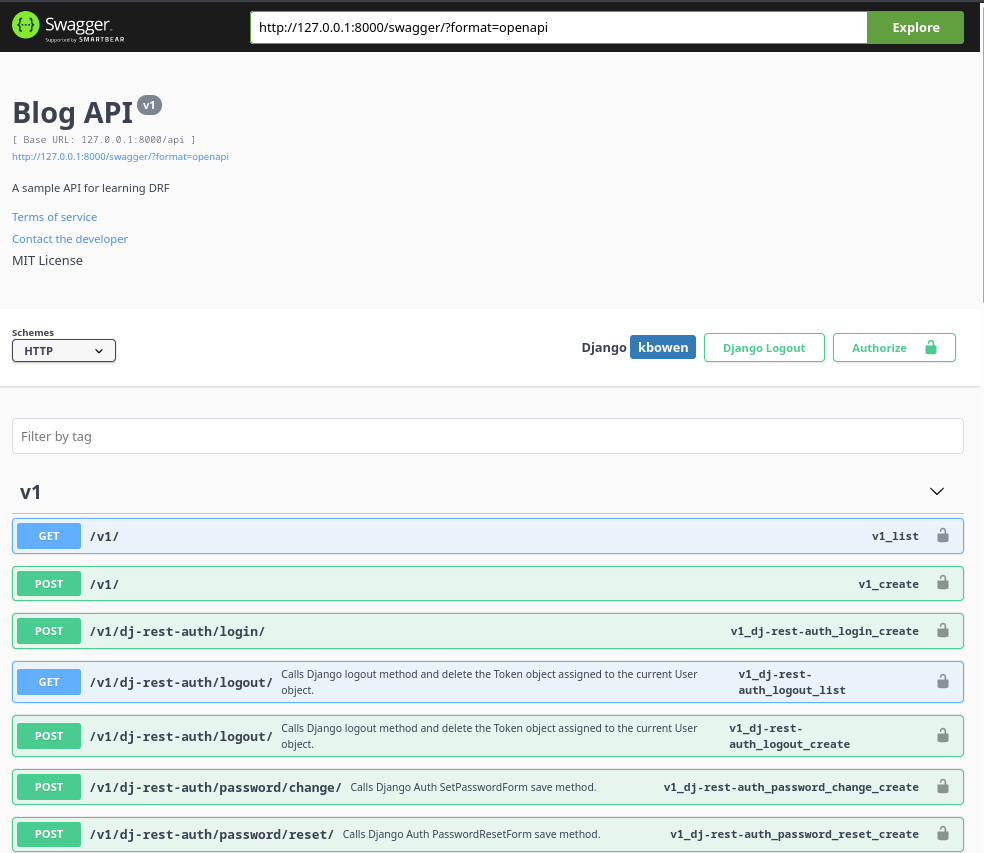 Swagger
Supported by SMARTBEAR
http://127.0.0.1:8000/swagger/?format=openapi
Explore
Blog API v1
[ Base URL: 127.0.0.1:8000/api ]
http://127.0.0.1:8000/swagger/?format=openapi
A sample API for learning DRF
Terms of service
Contact the developer
MIT License
Schemes
HTTP
Django kbowen Django Logout Authorize
Filter by tag
v1
GET /v1/ v1_list
POST /v1/ v1_create
POST /v1/dj-rest-auth/login/ v1_dj-rest-auth_login_create
GET /v1/dj-rest-auth/logout/ Calls Django logout method and delete the Token object assigned to the current User
object.
v1_dj-rest-
auth_logout_list
POST /v1/dj-rest-auth/logout/ Calls Django logout method and delete the Token object assigned to the current User
object.
v1_dj-rest-
auth_logout_create
POST /v1/dj-rest-auth/password/change/ Calls Django Auth SetPasswordForm save method. v1_dj-rest-auth_password_change_create
POST /v1/dj-rest-auth/password/reset/ Calls Django Auth PasswordResetForm save method. v1_dj-rest-auth_password_reset_create